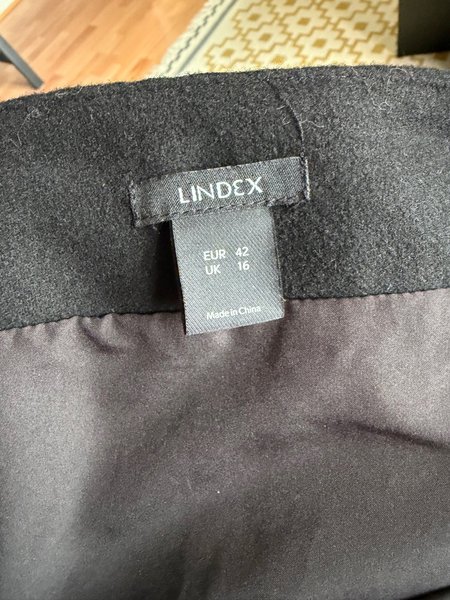 LINDEX
EUR 42
UK 16
Made in China